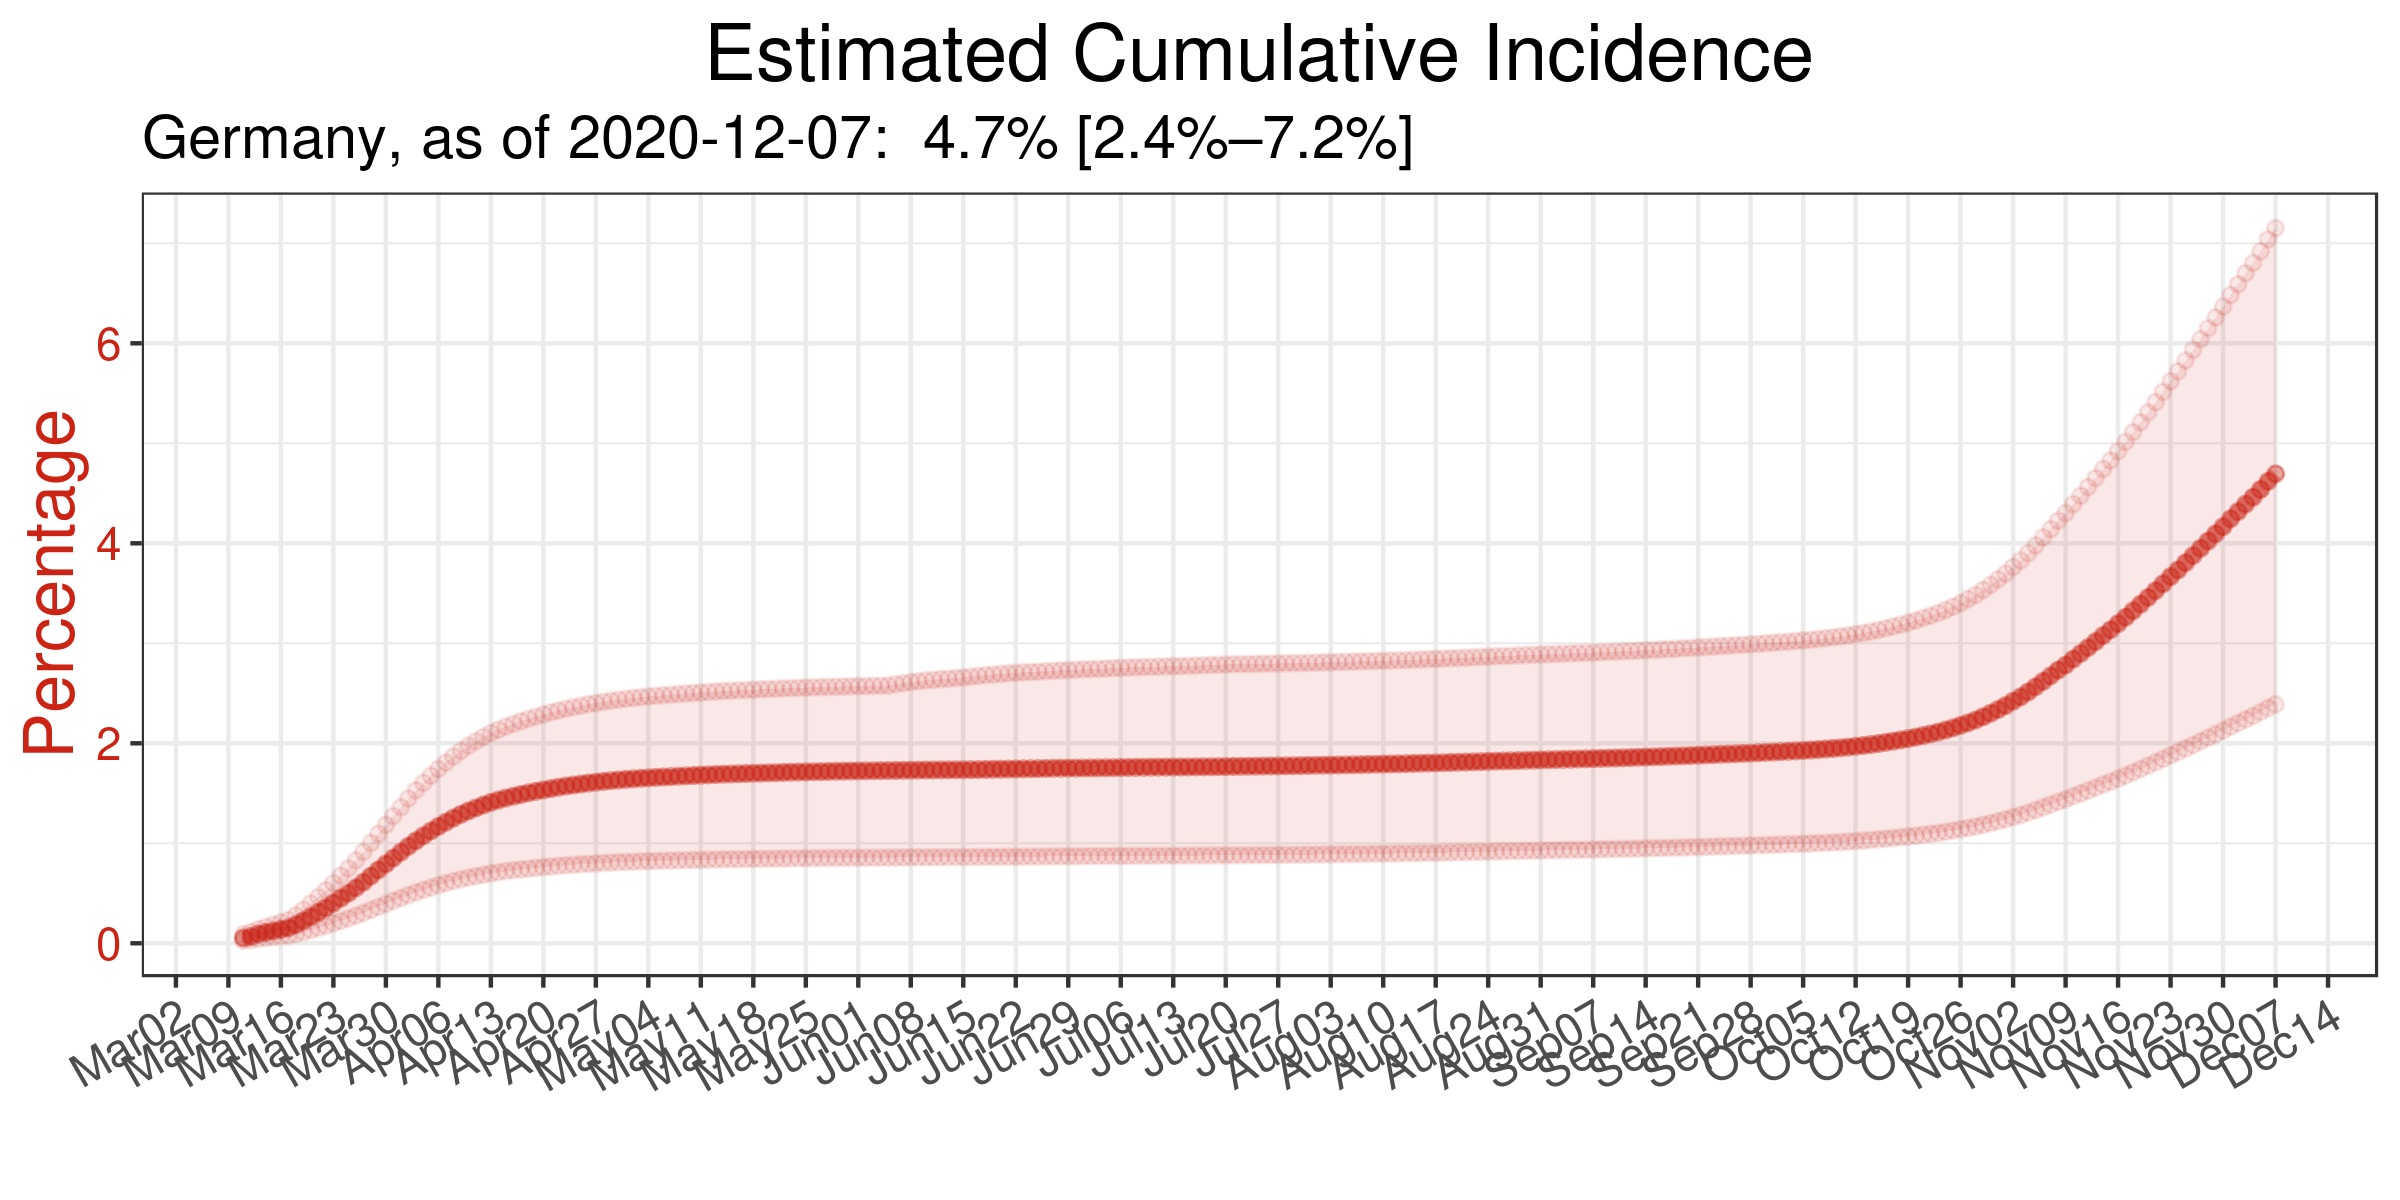 Estimated Cumulative Incidence
Germany, as of 2020-12-07:  4.7% [2.4%–7.2%]
Percentage
6
4
2
0
Mar02
Mar09
Mar16
Mar23
Mar30
Apr06
Apr13
Apr20
Apr27
May04
May11
May18
May25
Jun01
Jun08
Jun15
Jun22
Jun29
Jul06
Jul13
Jul20
Jul27
Aug03
Aug10
Aug17
Aug24
Aug31
Sep07
Sep14
Sep21
Sep28
Oct05
Oct12
Oct19
Oct26
Nov02
Nov09
Nov16
Nov23
Nov30
Dec07
Dec14